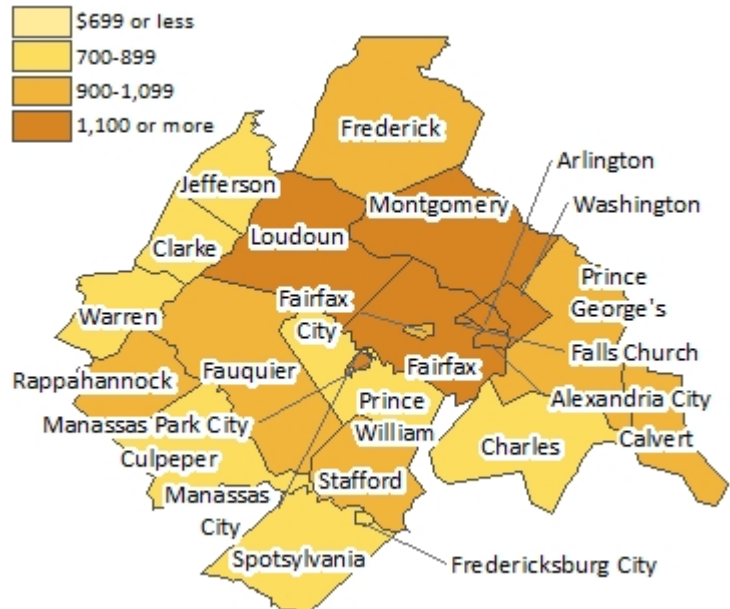 $699 or less
700-899
900-1,099
1,100 or more
Frederick
Arlington
Jefferson
Montgomery
Washington
Loudoun
Clarke
Prince
George's
Fairfax
City
Warren
Falls Church
Rappahannock
Fauquier
Fairfax
Alexandria City
Manassas Park City
Prince
William
Calvert
Charles
Culpeper
Stafford
Manassas
City
Spotsylvania
Fredericksburg City